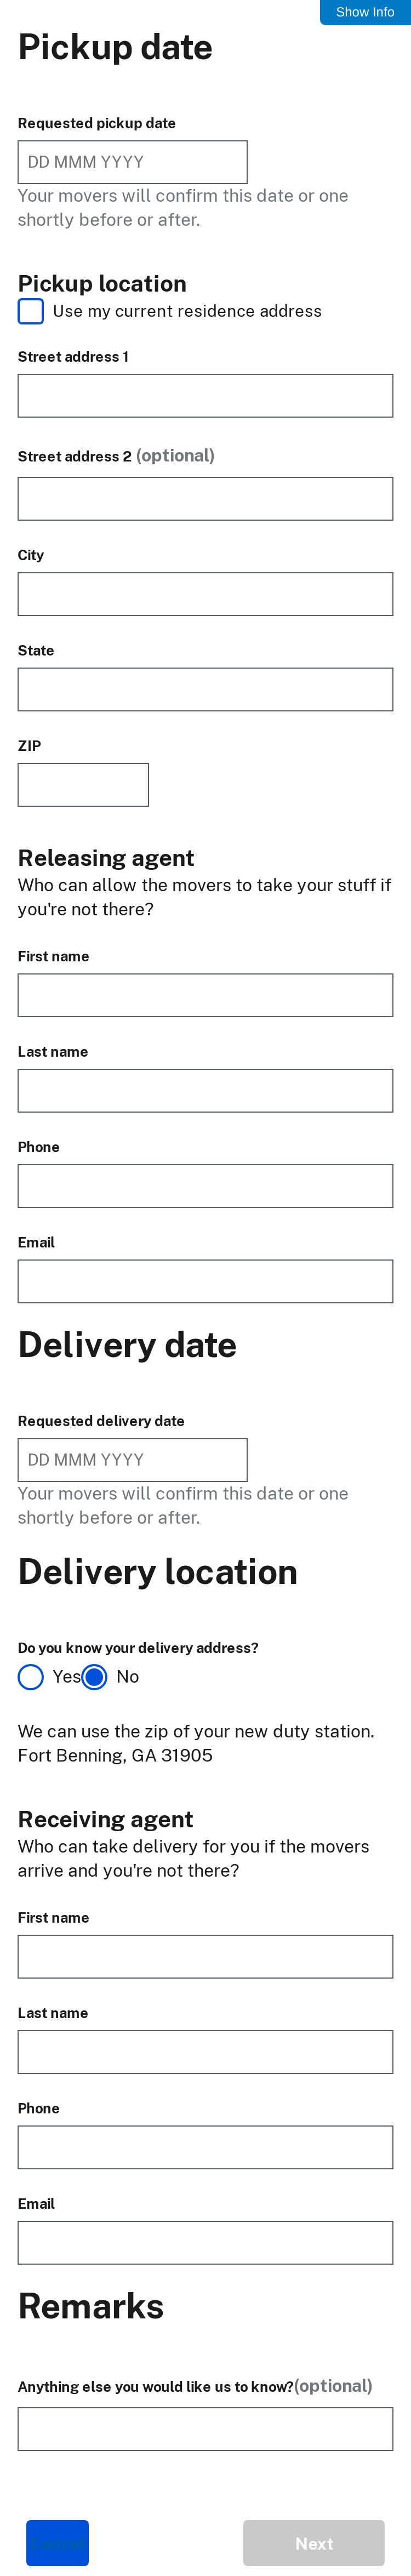 Show Info
Pickup date
Requested pickup date
DD MMM YYYY
Your movers will confirm this date or one
shortly before or after.
Pickup location
Use my current residence address
Street address 1
Street address 2 (optional)
City
State
ZIP
Releasing agent
Who can allow the movers to take your stuff if
you're not there?
First name
Last name
Phone
Email
Delivery date
Requested delivery date
DD MMM YYYY
Your movers will confirm this date or one
shortly before or after.
Delivery location
Do you know your delivery address?
Yes No
We can use the zip of your new duty station.
Fort Benning, GA 31905
Receiving agent
Who can take delivery for you if the movers
arrive and you're not there?
First name
Last name
Phone
Email
Remarks
Anything else you would like us to know?(optional)
Cancel Next